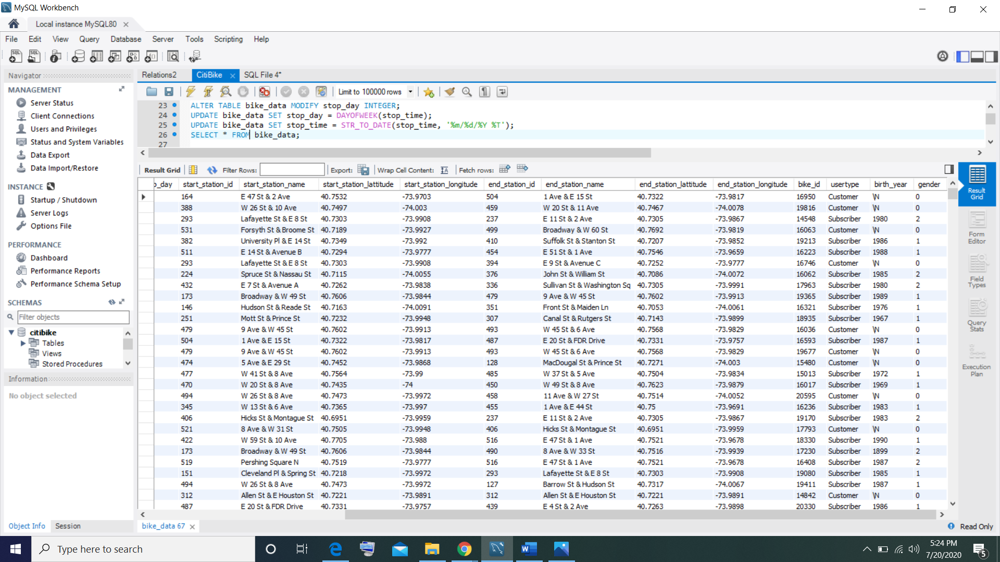 MySQL Workbench
Local instance MySQL80
File Edit View Query Database Server Tools Scripting Help
Navigator
MANAGEMENT
Server Status
Client Connections
Users and Privileges
Status and System Variables
Data Export
Data Import/Restore
INSTANCE
Startup / Shutdown
Server Logs
Options File
PERFORMANCE
Dashboard
Performance Reports
Performance Schema Setup
SCHEMAS
Filter objects
citibike
Tables
Views
Stored Procedures
Information
No object selected
Object Info Session
Relations2 CitiBike SQL File 4*
Limit to 100000 rows
23 ALTER TABLE bike_data MODIFY stop_day INTEGER;
24 UPDATE bike_data SET stop_day = DAYOFWEEK(stop_time);
25 UPDATE bike_data SET stop_time = STR_TO_DATE(stop_time, '%m/%d/%Y %T');
26 SELECT * FROM bike_data;
27
Result Grid Filter Rows: Export: Wrap Cell Content: Fetch rows:
_day start_station_id start_station_name start_station_lattitude start_station_longitude end_station_id end_station_name end_station_lattitude end_station_longitude bike_id usertype birth_year gender
164 E 47 St & 2 Ave 40.7532 -73.9703 504 1 Ave & E 15 St 40.7322 -73.9817 16950 Customer \N 0
388 W 26 St & 10 Ave 40.7497 -74.003 459 W 20 St & 11 Ave 40.7467 -74.0078 19816 Customer \N 0
293 Lafayette St & E 8 St 40.7303 -73.9908 237 E 11 St & 2 Ave 40.7305 -73.9867 14548 Subscriber 1980 2
531 Forsyth St & Broome St 40.7189 -73.9927 499 Broadway & W 60 St 40.7692 -73.9819 16063 Customer \N 0
382 University Pl & E 14 St 40.7349 -73.992 410 Suffolk St & Stanton St 40.7207 -73.9852 19213 Subscriber 1986 1
511 E 14 St & Avenue B 40.7294 -73.9777 454 E 51 St & 1 Ave 40.7546 -73.9659 16223 Subscriber 1988 1
293 Lafayette St & E 8 St 40.7303 -73.9908 394 E 9 St & Avenue C 40.7252 -73.9777 16746 Customer \N 0
224 Spruce St & Nassau St 40.7115 -74.0055 376 John St & William St 40.7086 -74.0072 16062 Subscriber 1985 2
432 E 7 St & Avenue A 40.7262 -73.9838 336 Sullivan St & Washington Sq 40.7305 -73.9991 17963 Subscriber 1980 2
173 Broadway & W 49 St 40.7606 -73.9844 479 9 Ave & W 45 St 40.7602 -73.9913 19365 Subscriber 1989 1
146 Hudson St & Reade St 40.7163 -74.0091 351 Front St & Maiden Ln 40.7053 -74.0061 16321 Subscriber 1976 1
251 Mott St & Prince St 40.7232 -73.9948 307 Canal St & Rutgers St 40.7143 -73.9899 18935 Subscriber 1967 1
479 9 Ave & W 45 St 40.7602 -73.9913 493 W 45 St & 6 Ave 40.7568 -73.9829 16036 Customer \N 0
504 1 Ave & E 15 St 40.7322 -73.9817 487 E 20 St & FDR Drive 40.7331 -73.9757 16593 Subscriber 1987 1
479 9 Ave & W 45 St 40.7602 -73.9913 493 W 45 St & 6 Ave 40.7568 -73.9829 19677 Customer \N 0
474 5 Ave & E 29 St 40.7452 -73.9868 128 MacDougal St & Prince St 40.7271 -74.003 15480 Customer \N 0
477 W 41 St & 8 Ave 40.7564 -73.99 485 W 37 St & 5 Ave 40.7504 -73.9834 15013 Subscriber 1972 1
470 W 20 St & 8 Ave 40.7435 -74 450 W 49 St & 8 Ave 40.7623 -73.9879 16017 Subscriber 1969 1
494 W 26 St & 8 Ave 40.7473 -73.9972 458 11 Ave & W 27 St 40.7514 -74.0052 20595 Customer \N 0
345 W 13 St & 6 Ave 40.7365 -73.997 455 1 Ave & E 44 St 40.75 -73.9691 16236 Subscriber 1983 1
406 Hicks St & Montague St 40.6951 -73.9959 237 E 11 St & 2 Ave 40.7305 -73.9867 19170 Subscriber 1983 2
521 8 Ave & W 31 St 40.7505 -73.9948 406 Hicks St & Montague St 40.6951 -73.9959 17793 Customer \N 0
422 W 59 St & 10 Ave 40.7705 -73.988 516 E 47 St & 1 Ave 40.7521 -73.9678 18330 Subscriber 1990 1
173 Broadway & W 49 St 40.7606 -73.9844 490 8 Ave & W 33 St 40.7516 -73.9939 17230 Subscriber 1899 2
519 Pershing Square N 40.7519 -73.9777 516 E 47 St & 1 Ave 40.7521 -73.9678 16408 Subscriber 1987 2
151 Cleveland Pl & Spring St 40.7218 -73.9972 293 Lafayette St & E 8 St 40.7303 -73.9908 19080 Subscriber 1985 1
494 W 26 St & 8 Ave 40.7473 -73.9972 127 Barrow St & Hudson St 40.7317 -74.0067 19411 Subscriber 1987 1
312 Allen St & E Houston St 40.7221 -73.9891 312 Allen St & E Houston St 40.7221 -73.9891 14842 Customer \N 0
487 E 20 St & FDR Drive 40.7331 -73.9757 439 E 4 St & 2 Ave 40.7263 -73.9898 20330 Subscriber 1986 1
Result Grid
Form Editor
Field Types
Query Stats
Execution Plan
bike_data 67
Read Only
Type here to search
5:24 PM
7/20/2020
5